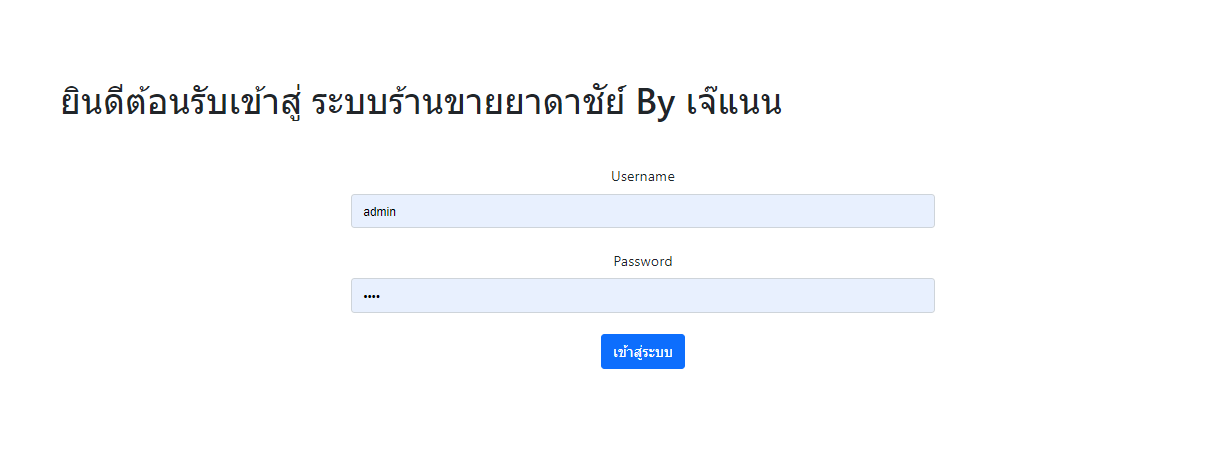 ยินดีต้อนรับเข้าสู่ ระบบร้านขายยาดาชัย์ By เจ๊แนน
Username
admin
Password
••••
เข้าสู่ระบบ